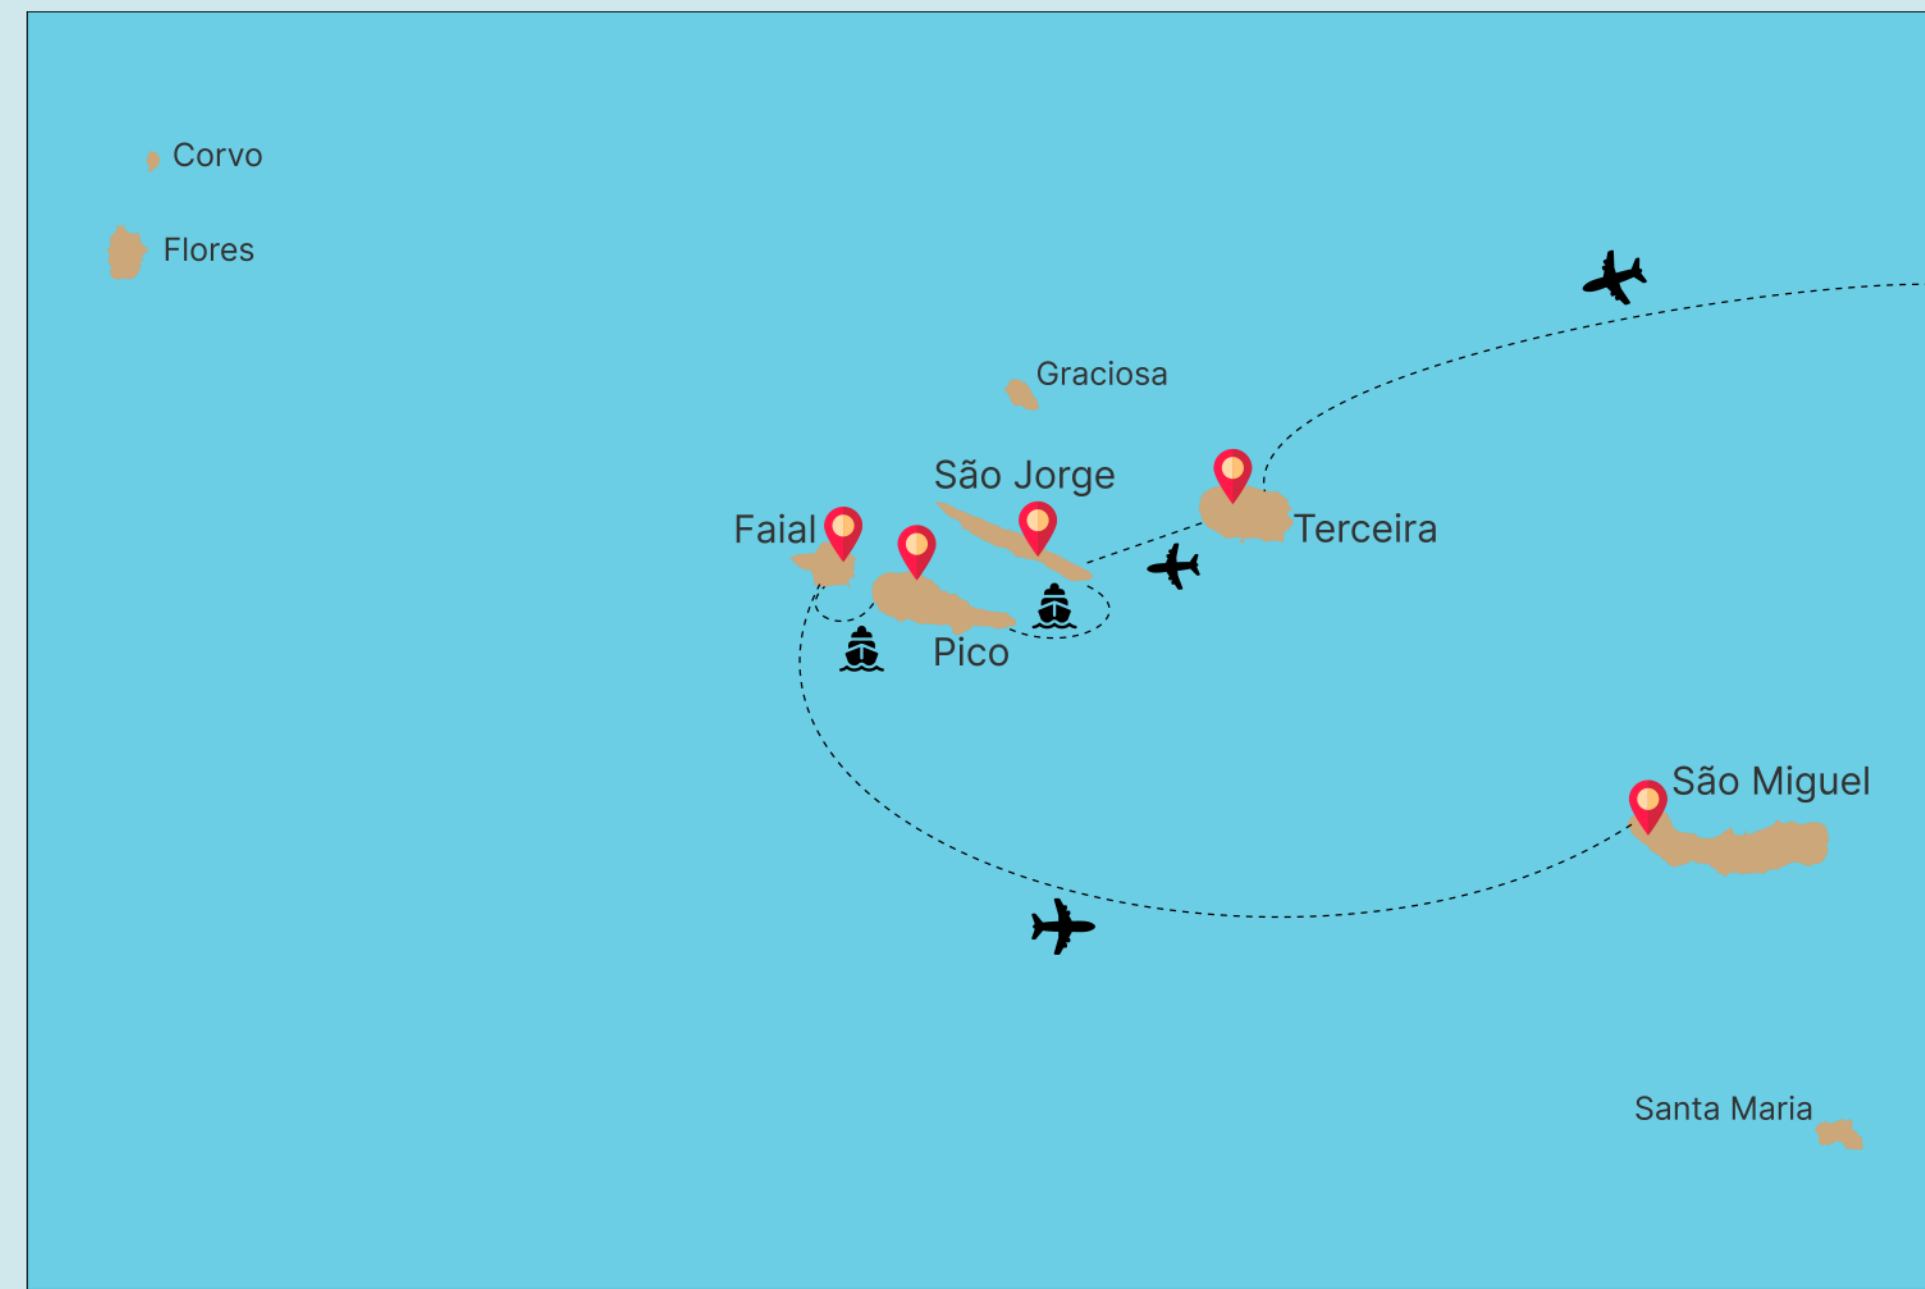 Corvo
Flores
Graciosa
São Jorge
Faial
Terceira
Pico
São Miguel
Santa Maria